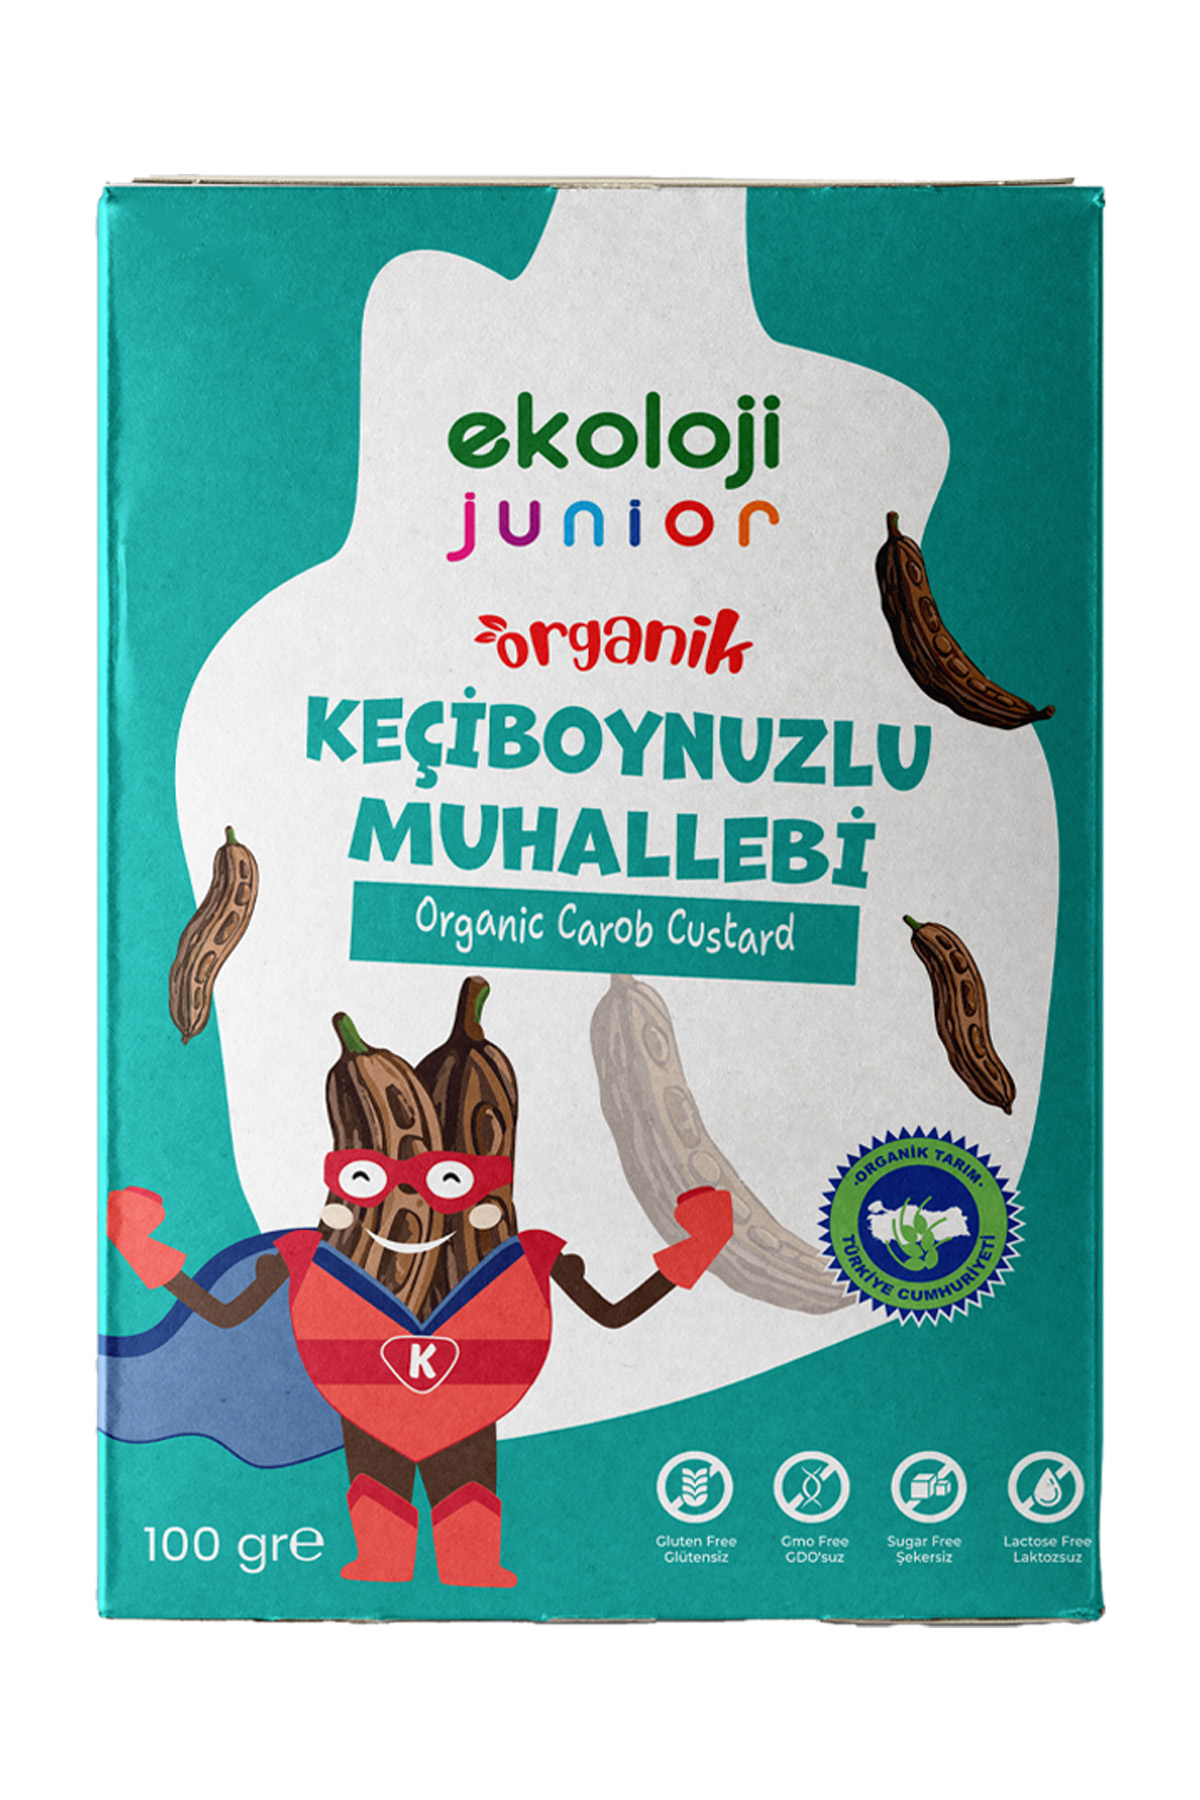 ekoloji
junior
organik
KEÇİBOYNUZLU
MUHALLEBİ
Organic Carob Custard
·ORGANİK TARIM·
TÜRKİYE CUMHURİYETİ
K
100 gre
Gluten Free
Glütensiz
Gmo Free
GDO'suz
Sugar Free
Şekersiz
Lactose Free
Laktozsuz